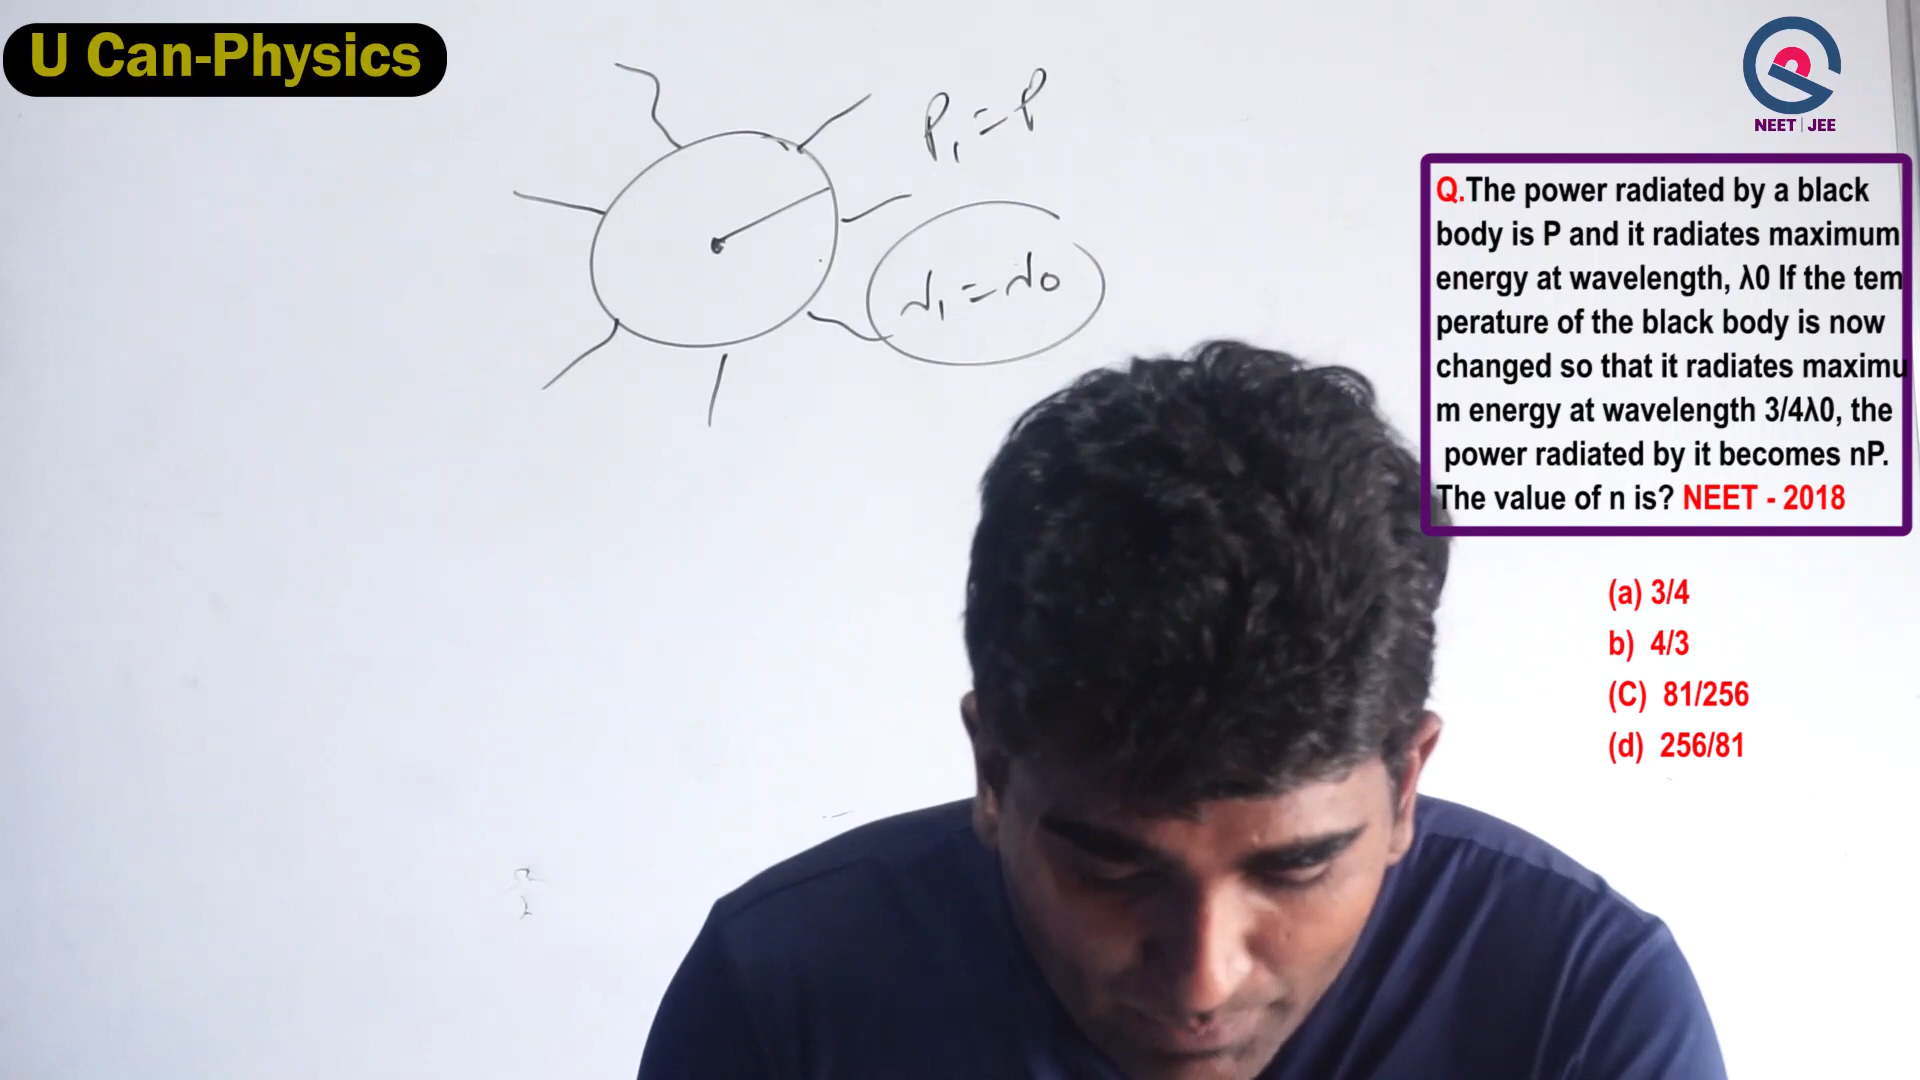 U Can-Physics
NEET | JEE
P₁ = P
λ₁ = λ0
Q.The power radiated by a black
body is P and it radiates maximum
energy at wavelength, λ0 If the tem
perature of the black body is now
changed so that it radiates maximu
m energy at wavelength 3/4λ0, the
power radiated by it becomes nP.
The value of n is? NEET - 2018
(a) 3/4
b) 4/3
(C) 81/256
(d) 256/81